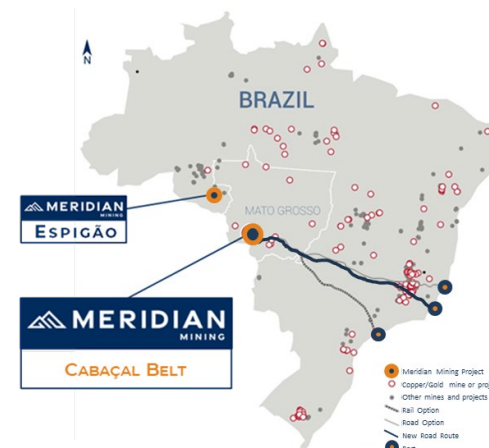 N
BRAZIL
MATO GROSSO
MERIDIAN
MINING
ESPIGÃO
MERIDIAN
MINING
CABAÇAL BELT
Meridian Mining Project
Copper/Gold mine or proj
Other mines and projects
Rail Option
Road Option
New Road Route
Port